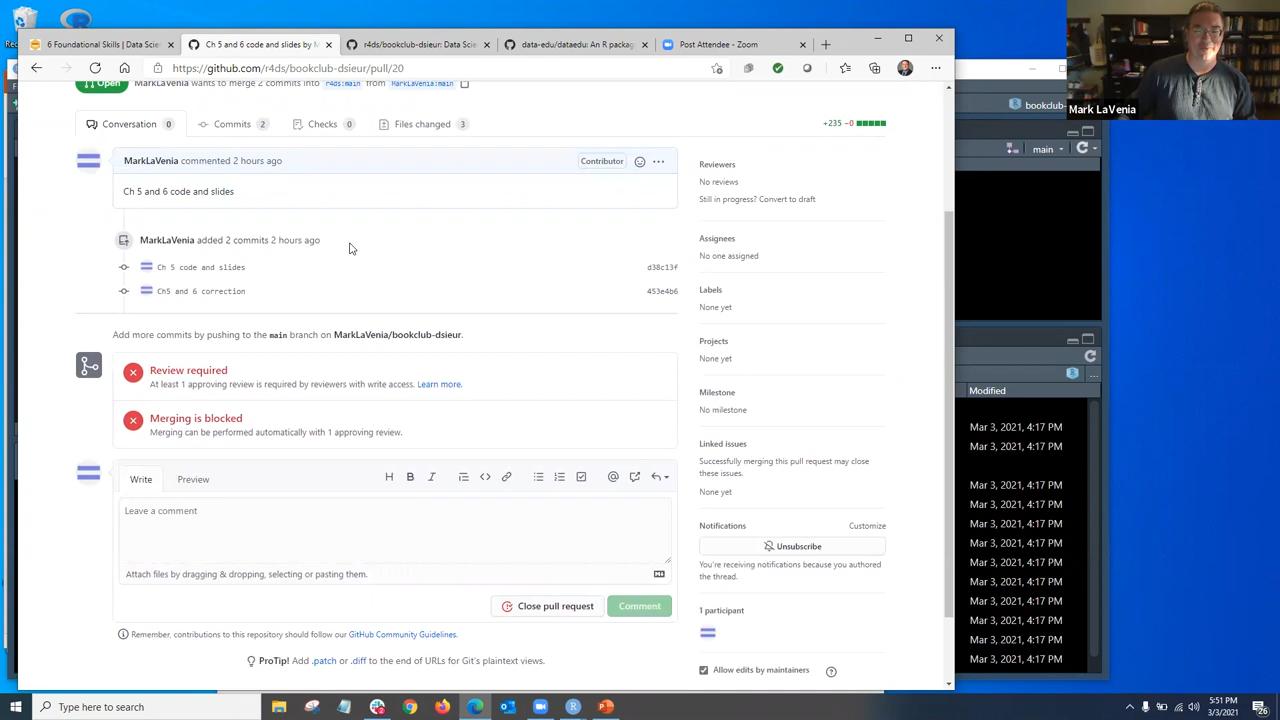 6 Foundational Skills | Data Scien
Ch 5 and 6 code and slides by M
r4ds/bookclub-dsieur: Data Scie
data-edu/dataedu: An R packag
Post Attendee - Zoom
https://github.com/r4ds/bookclub-dsieur/pull/20
Mark LaVenia
bookclub-
main
Open
MarkLaVenia wants to merge 2 commits into r4ds:main from MarkLaVenia:main
Conversation 0
Commits 2
Checks 0
Files changed 3
+235 −0
MarkLaVenia commented 2 hours ago
Contributor
Ch 5 and 6 code and slides
MarkLaVenia added 2 commits 2 hours ago
Ch 5 code and slides
d38c13f
Ch5 and 6 correction
453e4b6
Add more commits by pushing to the main branch on MarkLaVenia/bookclub-dsieur.
Review required
At least 1 approving review is required by reviewers with write access. Learn more.
Merging is blocked
Merging can be performed automatically with 1 approving review.
Write
Preview
H B I
Leave a comment
Attach files by dragging & dropping, selecting or pasting them.
Close pull request
Comment
Remember, contributions to this repository should follow our GitHub Community Guidelines.
ProTip! Add .patch or .diff to the end of URLs for Git's plaintext views.
Reviewers
No reviews
Still in progress? Convert to draft
Assignees
No one assigned
Labels
None yet
Projects
None yet
Milestone
No milestone
Linked issues
Successfully merging this pull request may close
these issues.
None yet
Notifications
Customize
Unsubscribe
You're receiving notifications because you authored
the thread.
1 participant
Allow edits by maintainers
Modified
Mar 3, 2021, 4:17 PM
Mar 3, 2021, 4:17 PM
Mar 3, 2021, 4:17 PM
Mar 3, 2021, 4:17 PM
Mar 3, 2021, 4:17 PM
Mar 3, 2021, 4:17 PM
Mar 3, 2021, 4:17 PM
Mar 3, 2021, 4:17 PM
Mar 3, 2021, 4:17 PM
Mar 3, 2021, 4:17 PM
Mar 3, 2021, 4:17 PM
Mar 3, 2021, 4:17 PM
Type here to search
5:51 PM
3/3/2021
26